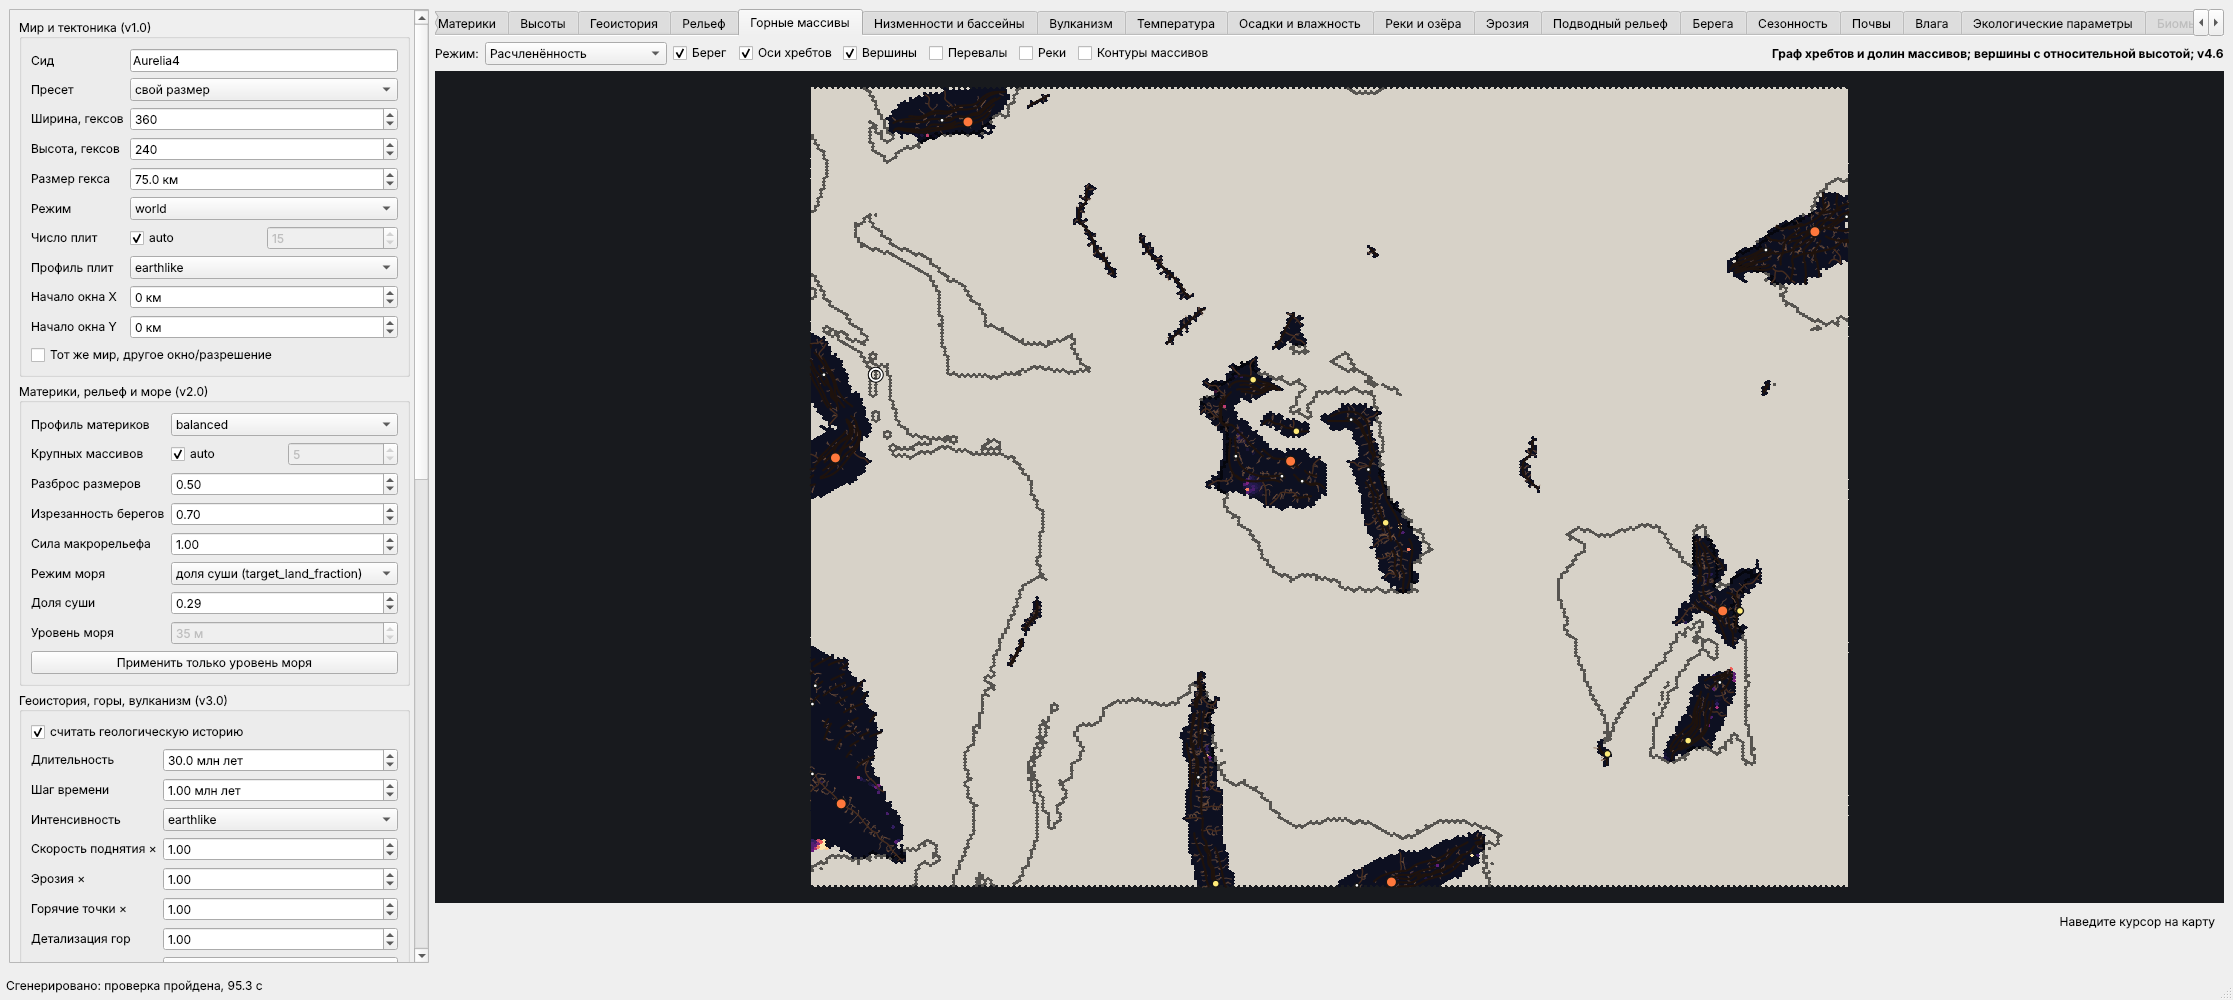 Мир и тектоника (v1.0)
Сид Aurelia4
Пресет свой размер
Ширина, гексов 360
Высота, гексов 240
Размер гекса 75.0 км
Режим world
Число плит auto 15
Профиль плит earthlike
Начало окна X 0 км
Начало окна Y 0 км
Тот же мир, другое окно/разрешение
Материки, рельеф и море (v2.0)
Профиль материков balanced
Крупных массивов auto 5
Разброс размеров 0.50
Изрезанность берегов 0.70
Сила макрорельефа 1.00
Режим моря доля суши (target_land_fraction)
Доля суши 0.29
Уровень моря 35 м
Применить только уровень моря
Геоистория, горы, вулканизм (v3.0)
считать геологическую историю
Длительность 30.0 млн лет
Шаг времени 1.00 млн лет
Интенсивность earthlike
Скорость поднятия × 1.00
Эрозия × 1.00
Горячие точки × 1.00
Детализация гор 1.00
Материки Высоты Геоистория Рельеф Горные массивы Низменности и бассейны Вулканизм Температура Осадки и влажность Реки и озёра Эрозия Подводный рельеф Берега Сезонность Почвы Влага Экологические параметры
Режим: Расчленённость Берег Оси хребтов Вершины Перевалы Реки Контуры массивов Граф хребтов и долин массивов; вершины с относительной высотой; v4.6
Наведите курсор на карту
Сгенерировано: проверка пройдена, 95.3 с